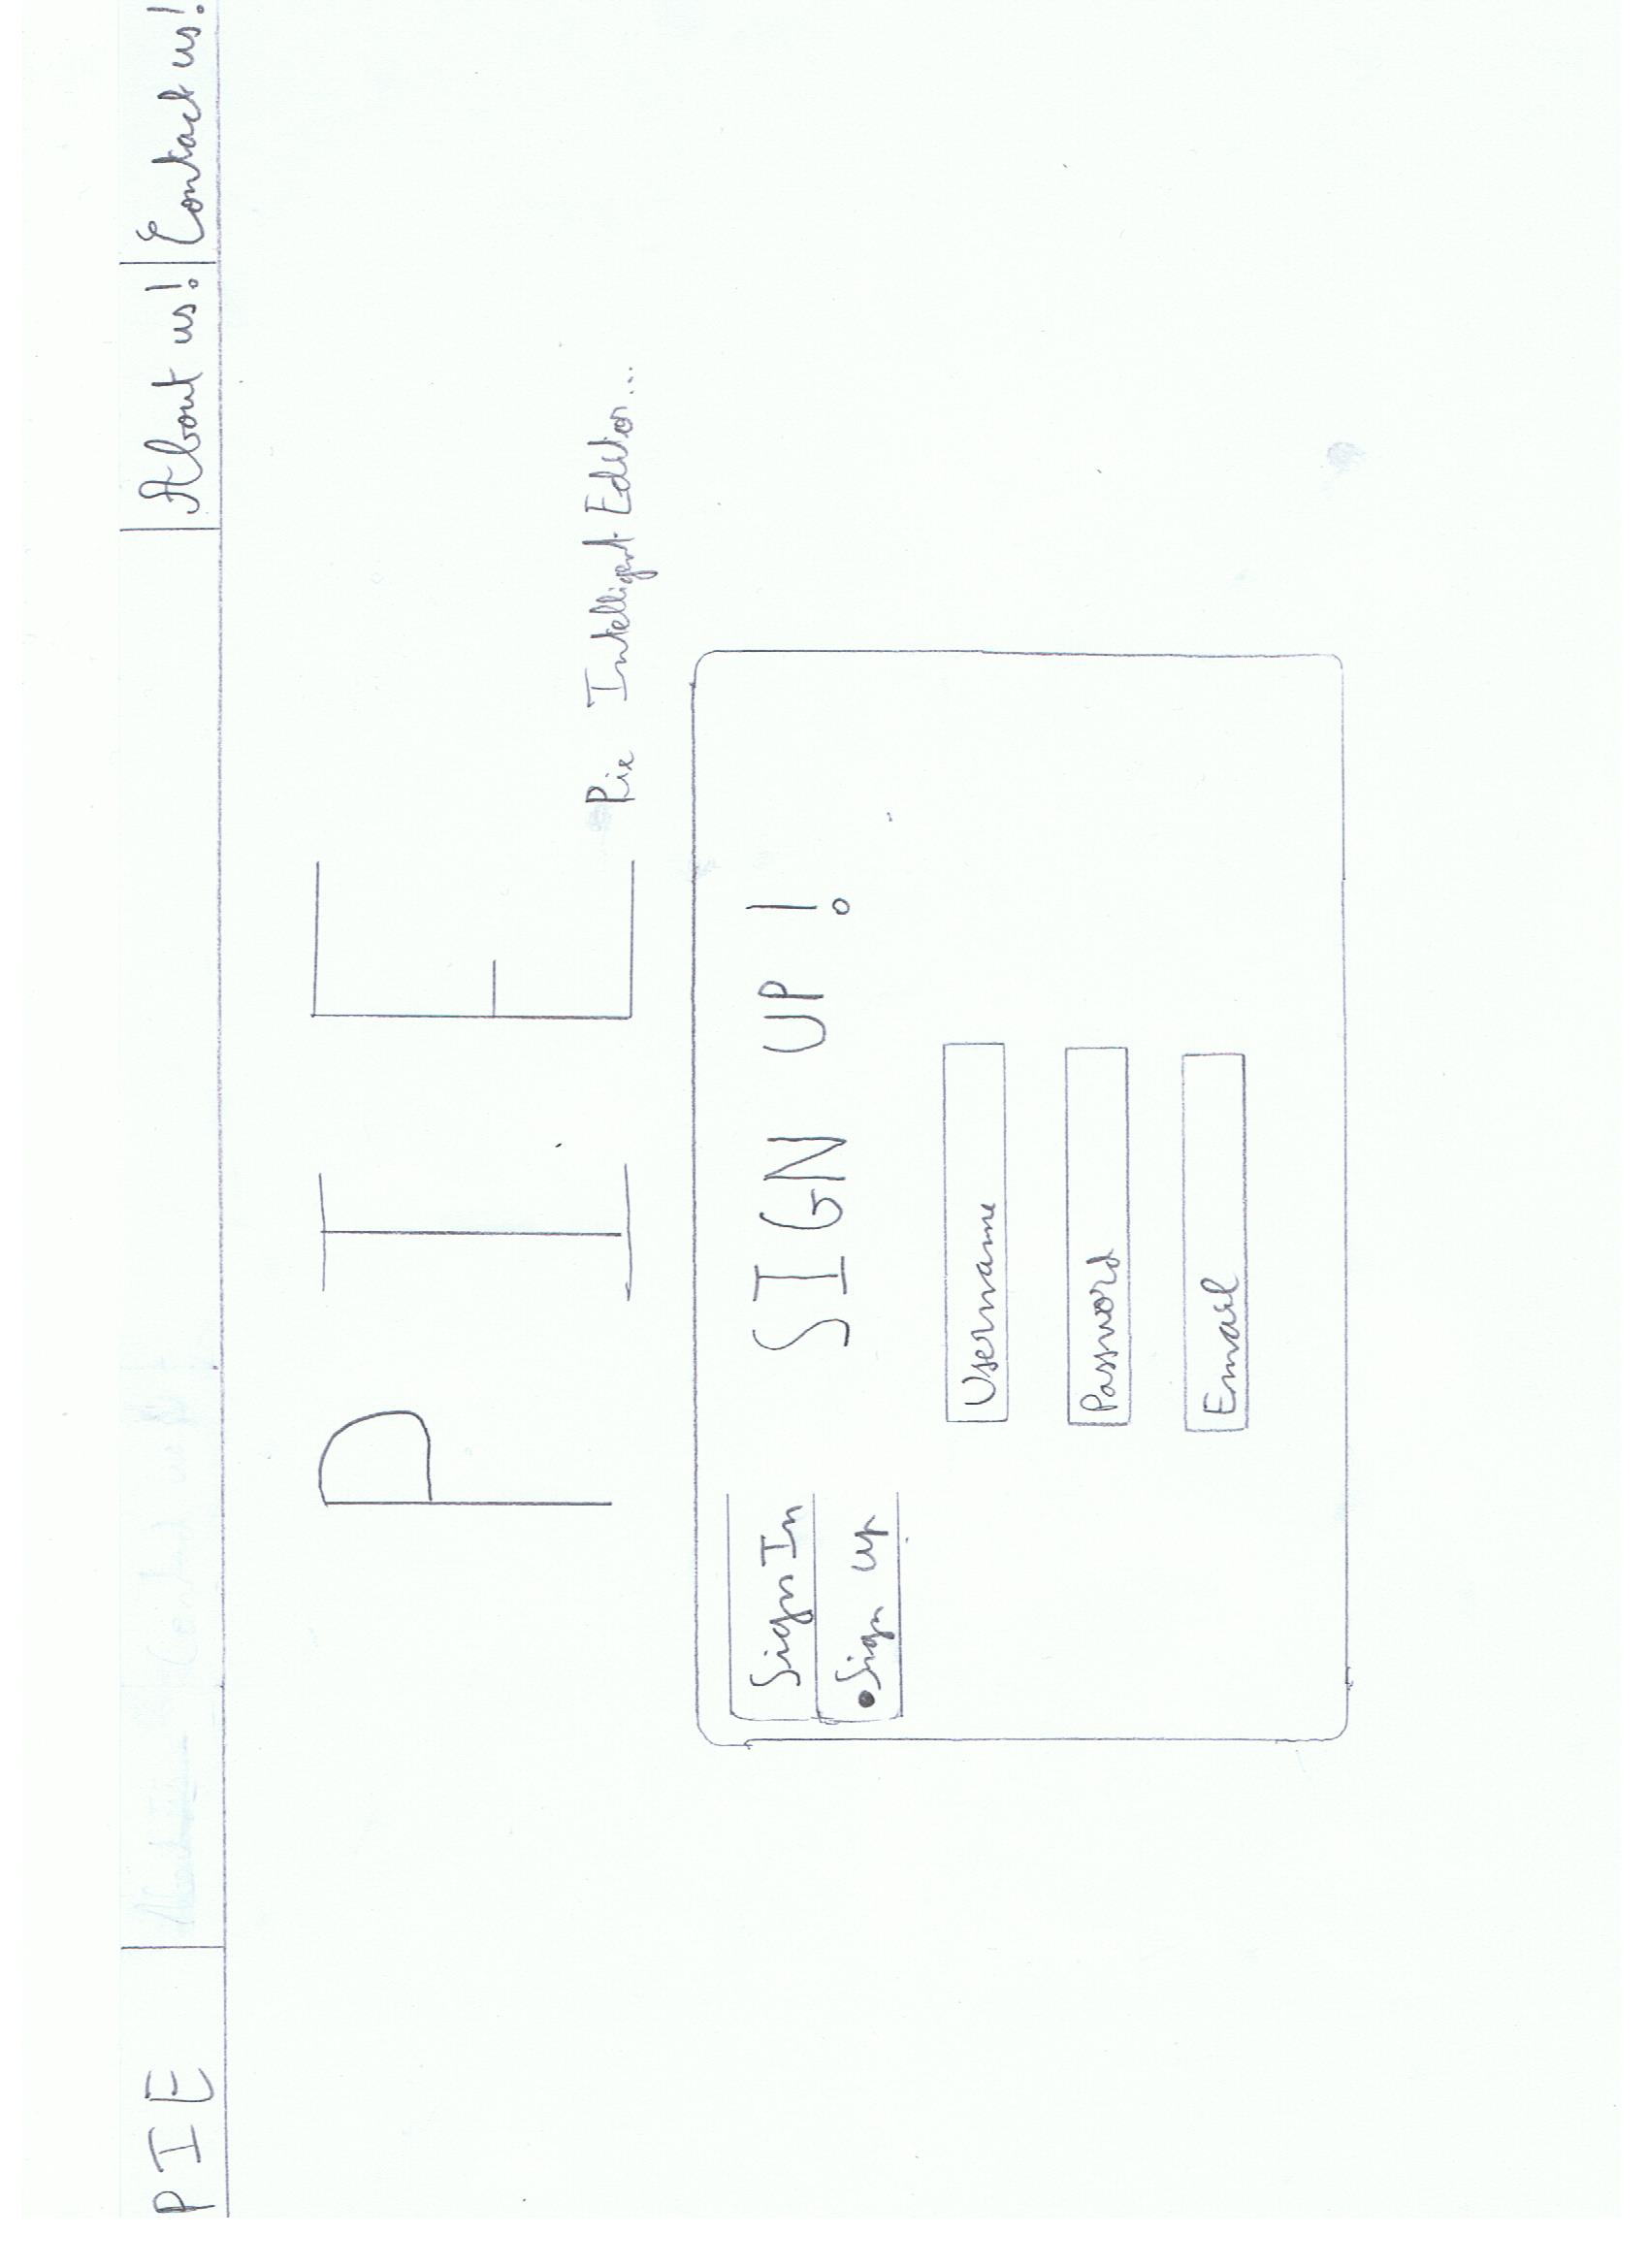 PIE About us! Contact us!
PIE
Pie Intelligent Editor...
Sign In
Sign up
SIGN UP!
Username
Password
Email